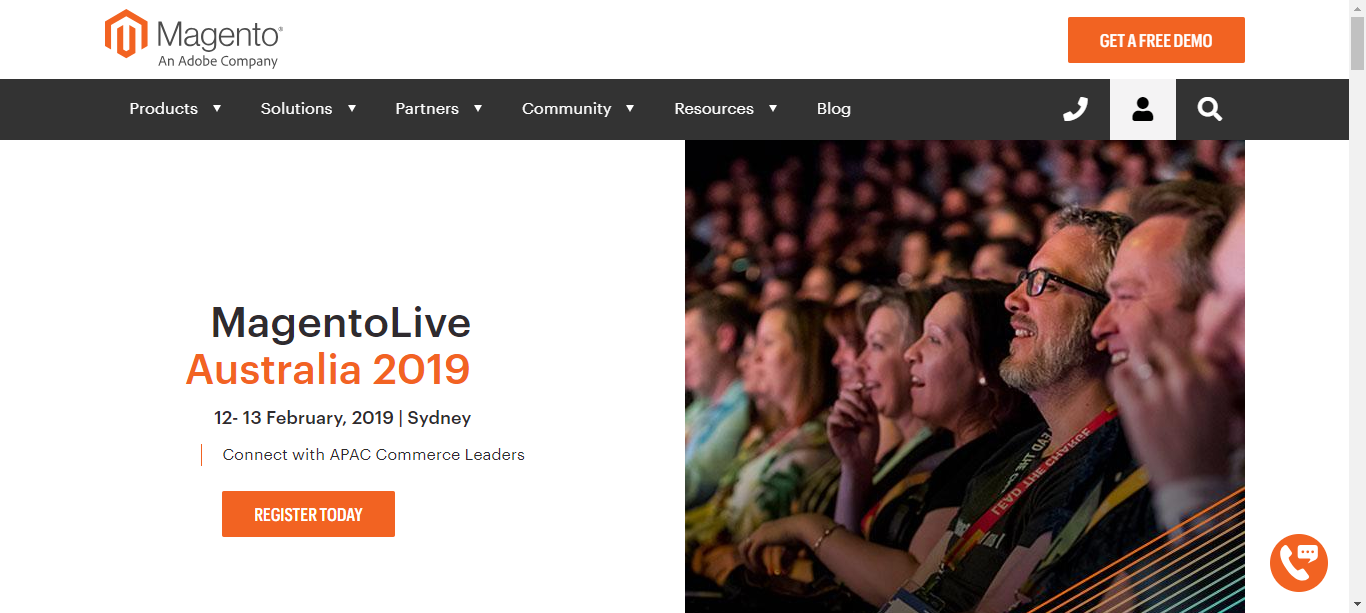 Magento®
An Adobe Company
GET A FREE DEMO
Products
Solutions
Partners
Community
Resources
Blog
MagentoLive
Australia 2019
12- 13 February, 2019 | Sydney
Connect with APAC Commerce Leaders
REGISTER TODAY
LEAD THE CHARGE